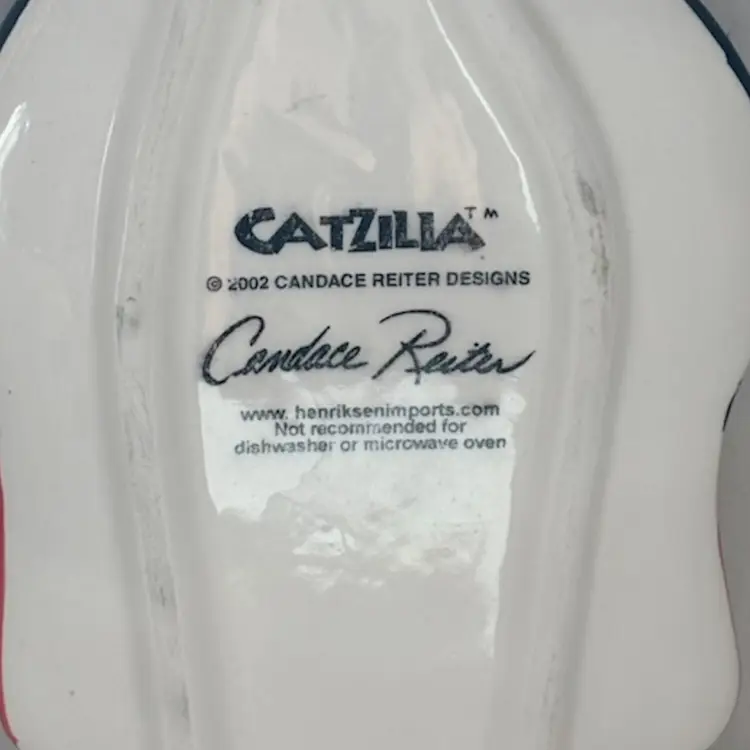 CATZILLA™
© 2002 CANDACE REITER DESIGNS
Candace Reiter
www.henriksenimports.com
Not recommended for
dishwasher or microwave oven